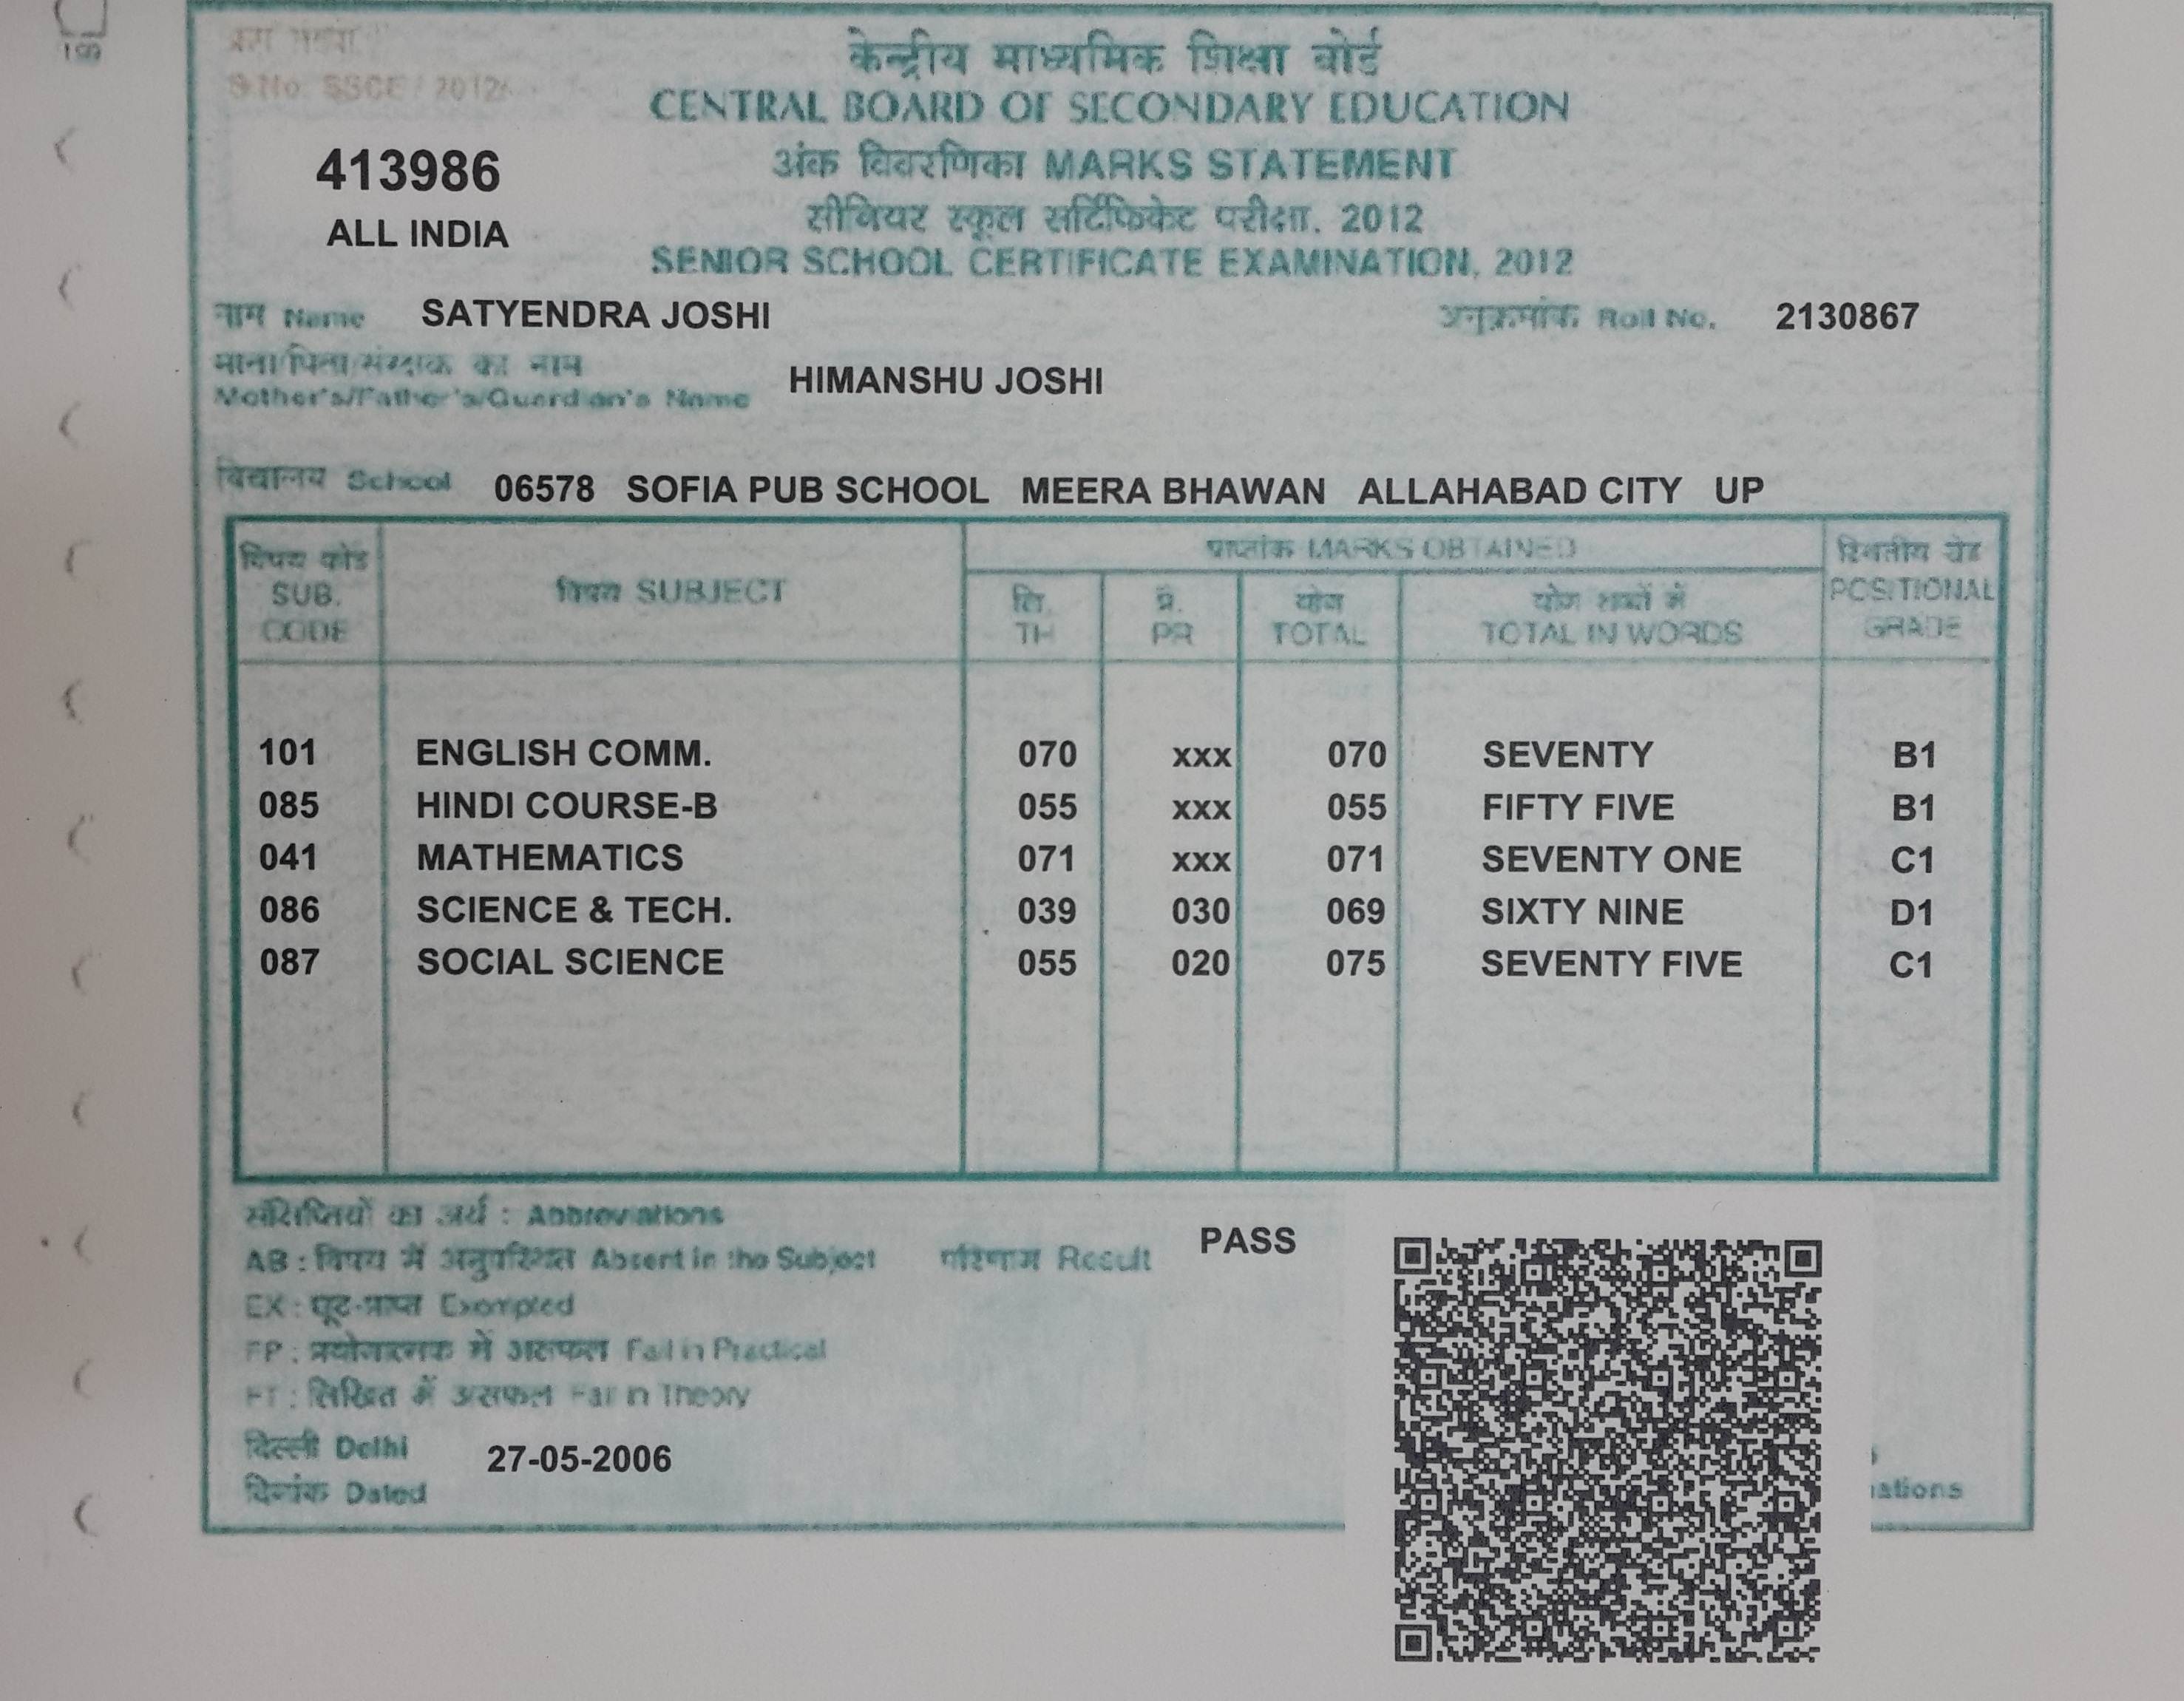 S.No. SSCE / 2012
केन्द्रीय माध्यमिक शिक्षा बोर्ड
CENTRAL BOARD OF SECONDARY EDUCATION
413986
अंक विवरणिका MARKS STATEMENT
ALL INDIA
सीनियर स्कूल सर्टिफिकेट परीक्षा, 2012
SENIOR SCHOOL CERTIFICATE EXAMINATION, 2012
नाम Name SATYENDRA JOSHI अनुक्रमांक Roll No. 2130867
माता/पिता/संरक्षक का नाम
Mother's/Father's/Guardian's Name HIMANSHU JOSHI
विद्यालय School 06578 SOFIA PUB SCHOOL MEERA BHAWAN ALLAHABAD CITY UP
विषय कोड SUB. CODE
विषय SUBJECT
प्राप्तांक MARKS OBTAINED
TH
प्रै. PR
योग TOTAL
योग शब्दों में TOTAL IN WORDS
ग्रेड POSITIONAL GRADE
101 ENGLISH COMM. 070 xxx 070 SEVENTY B1
085 HINDI COURSE-B 055 xxx 055 FIFTY FIVE B1
041 MATHEMATICS 071 xxx 071 SEVENTY ONE C1
086 SCIENCE & TECH. 039 030 069 SIXTY NINE D1
087 SOCIAL SCIENCE 055 020 075 SEVENTY FIVE C1
का अर्थ : Abbreviations
AB : विषय में अनुपस्थित Absent in the Subject परिणाम Result PASS
EX : छूट-प्राप्त Exempted
FP : प्रयोगात्मक में असफल Fail in Practical
FT : लिखित में असफल Fail in Theory
दिल्ली Delhi
दिनांक Dated 27-05-2006
nations